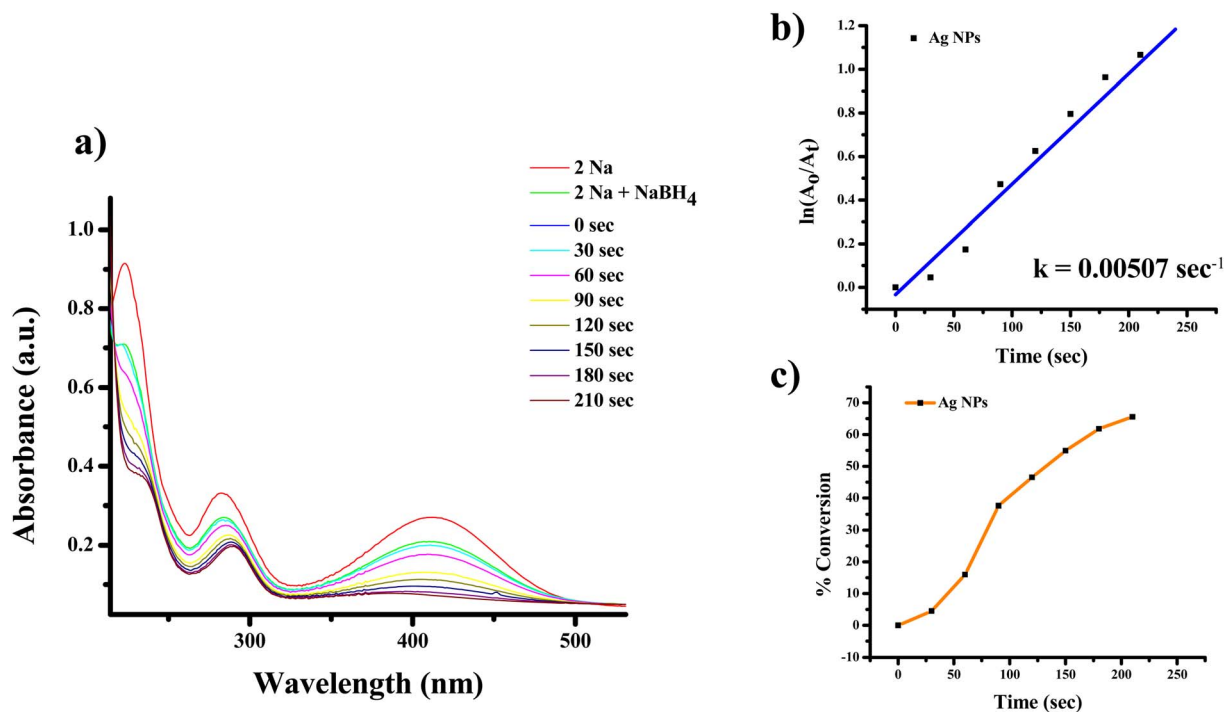 a)
2 Na
2 Na + NaBH4
0 sec
30 sec
60 sec
90 sec
120 sec
150 sec
180 sec
210 sec
Absorbance (a.u.)
1.0
0.8
0.6
0.4
0.2
300
400
500
Wavelength (nm)
b)
Ag NPs
ln(Ao/At)
1.2
1.0
0.8
0.6
0.4
0.2
0.0
k = 0.00507 sec-1
0
50
100
150
200
250
Time (sec)
c)
Ag NPs
% Conversion
70
60
50
40
30
20
10
0
-10
0
50
100
150
200
250
Time (sec)